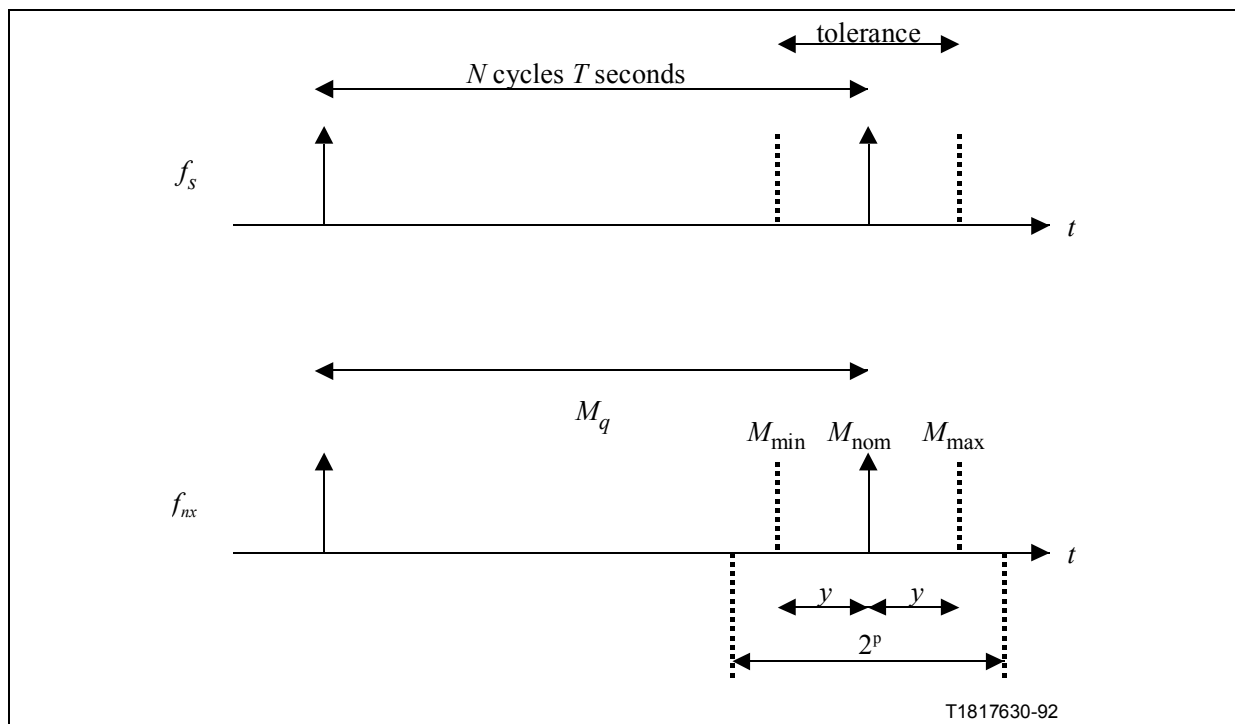 tolerance
N cycles T seconds
f_s
t
M_q
M_min M_nom M_max
f_nx
t
y y
2^p
T1817630-92